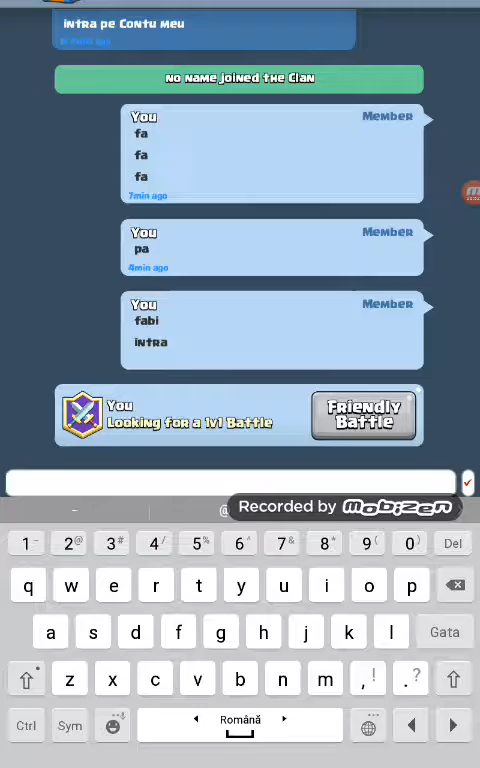 intra pe Contu meu
No Name joined the Clan
You Member
fa
fa
fa
7min ago
You Member
pa
4min ago
You Member
fabi
intra
You
Looking for a 1v1 Battle
Friendly Battle
Recorded by Mobizen
1 2@ 3# 4/ 5% 6^ 7& 8* 9( 0) Del
q w e r t y u i o p
a s d f g h j k l Gata
z x c v b n m ,! .?
Ctrl Sym Română